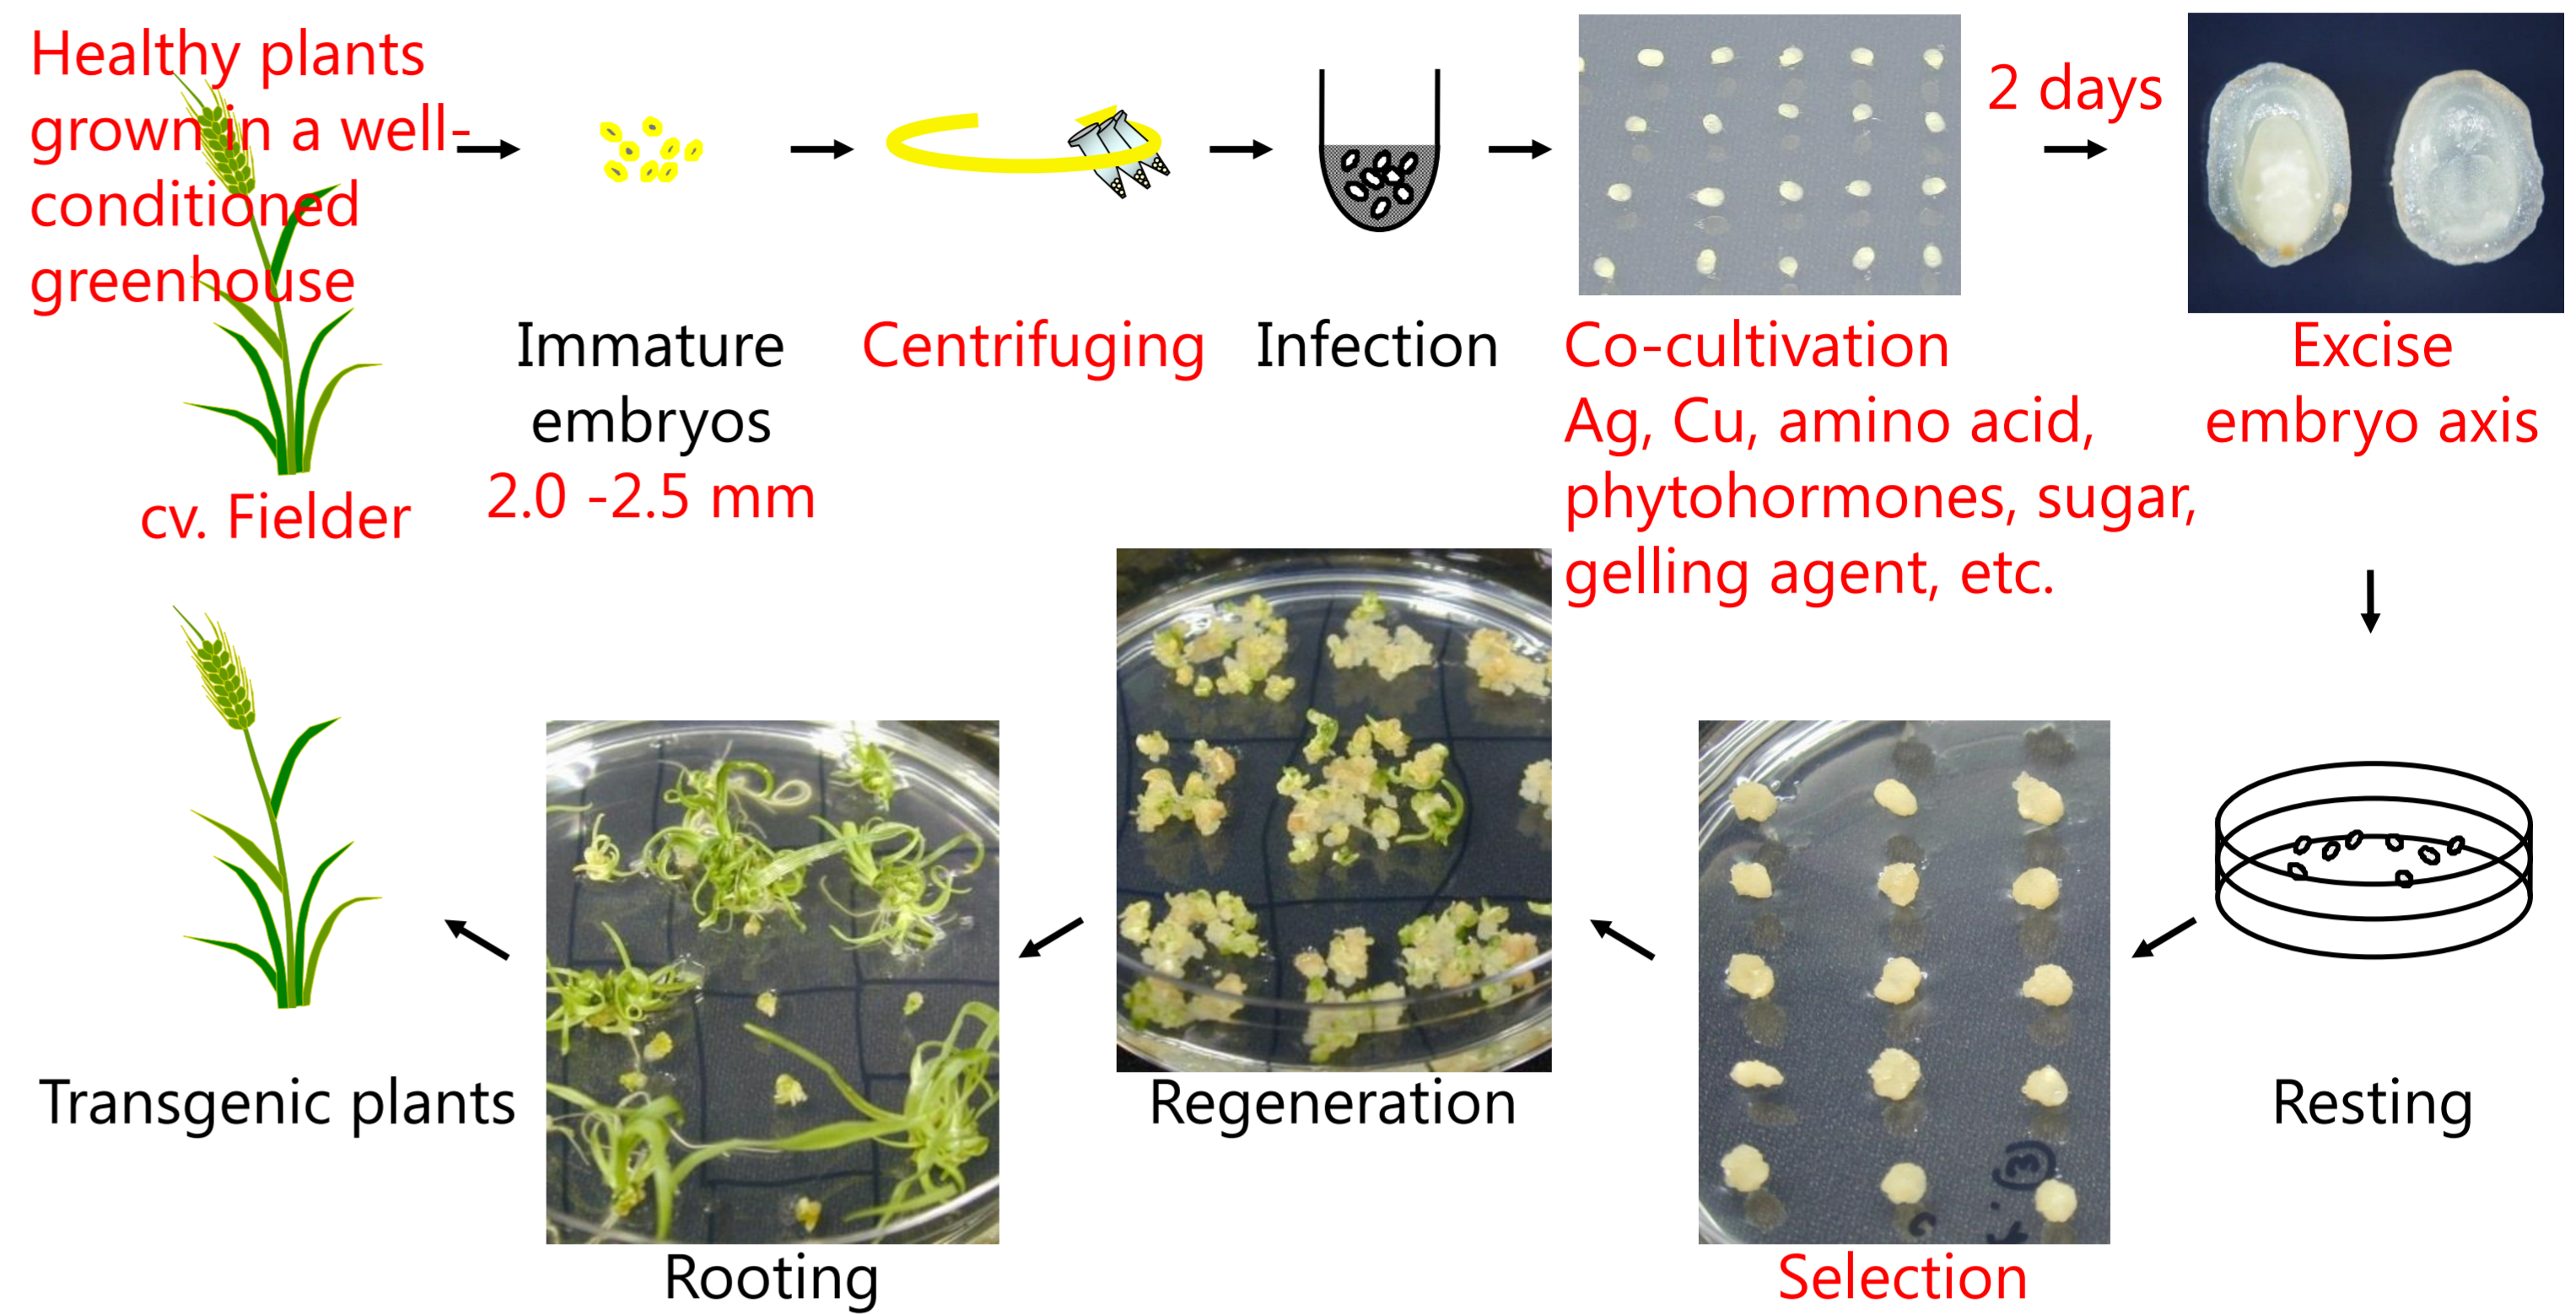 Healthy plants
grown in a well-
conditioned
greenhouse
cv. Fielder
Immature
embryos
2.0 -2.5 mm
Centrifuging
Infection
Co-cultivation
Ag, Cu, amino acid,
phytohormones, sugar,
gelling agent, etc.
2 days
Excise
embryo axis
Resting
Selection
Regeneration
Rooting
Transgenic plants